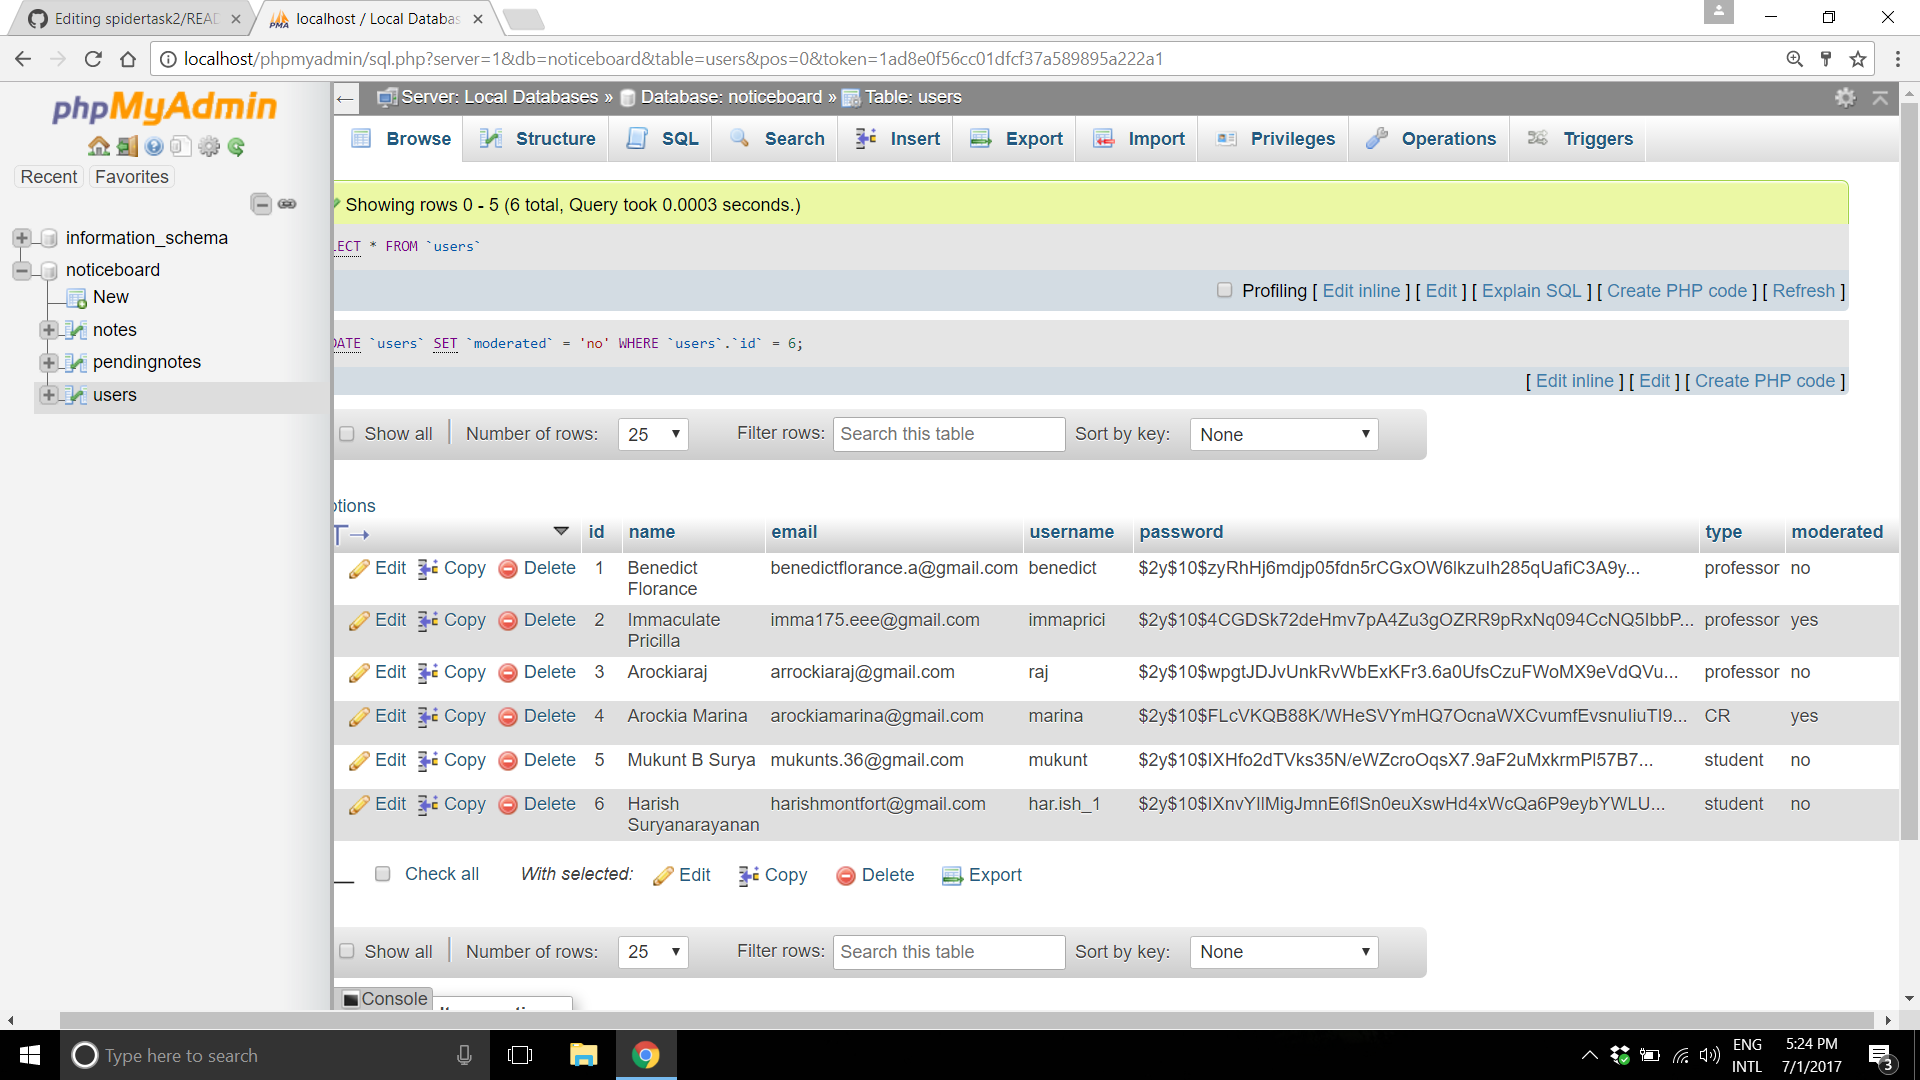 Editing spidertask2/READ
localhost / Local Databas
localhost/phpmyadmin/sql.php?server=1&db=noticeboard&table=users&pos=0&token=1ad8e0f56cc01dfcf37a589895a222a1
phpMyAdmin
Recent Favorites
information_schema
noticeboard
New
notes
pendingnotes
users
Server: Local Databases » Database: noticeboard » Table: users
Browse Structure SQL Search Insert Export Import Privileges Operations Triggers
Showing rows 0 - 5 (6 total, Query took 0.0003 seconds.)
LECT * FROM `users`
Profiling [ Edit inline ] [ Edit ] [ Explain SQL ] [ Create PHP code ] [ Refresh ]
DATE `users` SET `moderated` = 'no' WHERE `users`.`id` = 6;
[ Edit inline ] [ Edit ] [ Create PHP code ]
Show all Number of rows: 25 Filter rows: Search this table Sort by key: None
ptions
id name email username password type moderated
Edit Copy Delete 1 Benedict Florance benedictflorance.a@gmail.com benedict $2y$10$zyRhHj6mdjp05fdn5rCGxOW6lkzuIh285qUafiC3A9y... professor no
Edit Copy Delete 2 Immaculate Pricilla imma175.eee@gmail.com immaprici $2y$10$4CGDSk72deHmv7pA4Zu3gOZRR9pRxNq094CcNQ5IbbP... professor yes
Edit Copy Delete 3 Arockiaraj arrockiaraj@gmail.com raj $2y$10$wpgtJDJvUnkRvWbExKFr3.6a0UfsCzuFWoMX9eVdQVu... professor no
Edit Copy Delete 4 Arockia Marina arockiamarina@gmail.com marina $2y$10$FLcVKQB88K/WHeSVYmHQ7OcnaWXCvumfEvsnuIiuTI9... CR yes
Edit Copy Delete 5 Mukunt B Surya mukunts.36@gmail.com mukunt $2y$10$IXHfo2dTVks35N/eWZcroOqsX7.9aF2uMxkrmPl57B7... student no
Edit Copy Delete 6 Harish Suryanarayanan harishmontfort@gmail.com har.ish_1 $2y$10$IXnvYIlMigJmnE6flSn0euXswHd4xWcQa6P9eybYWLU... student no
Check all With selected: Edit Copy Delete Export
Show all Number of rows: 25 Filter rows: Search this table Sort by key: None
Console
Type here to search
ENG
INTL
5:24 PM
7/1/2017
3